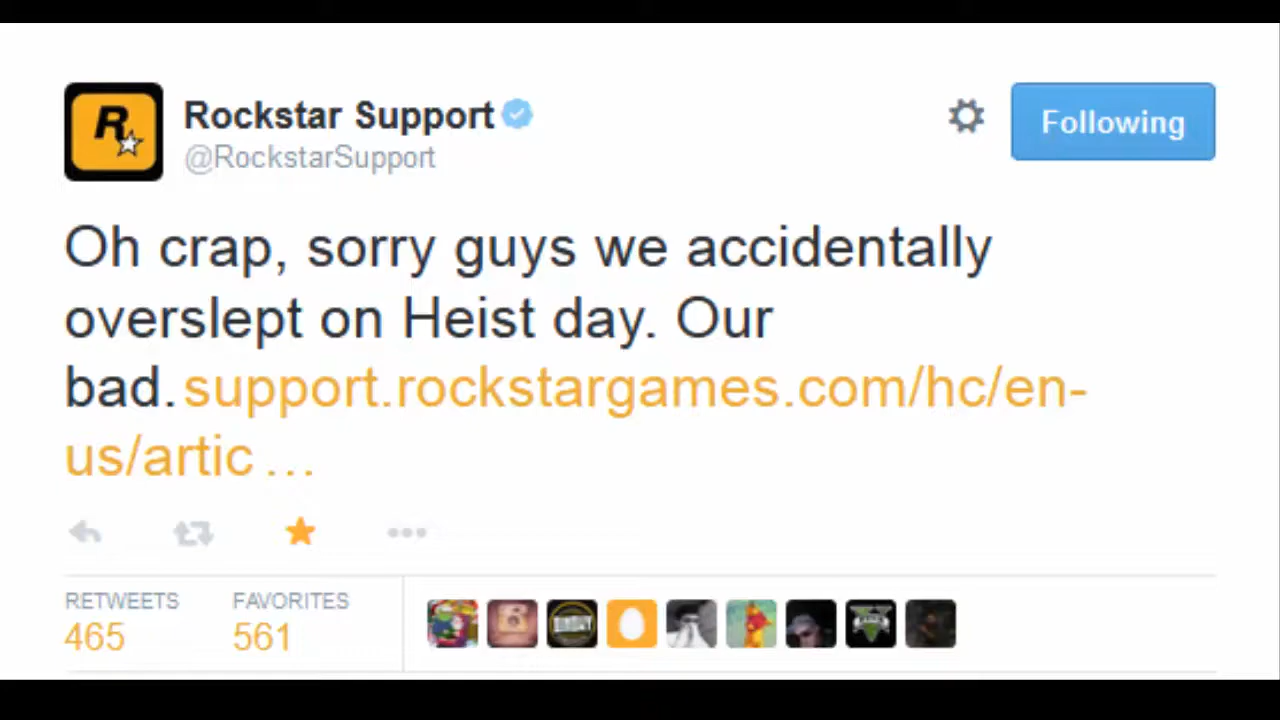 Rockstar Support
@RockstarSupport
Following
Oh crap, sorry guys we accidentally
overslept on Heist day. Our
bad.support.rockstargames.com/hc/en-
us/artic ...
RETWEETS FAVORITES
465 561